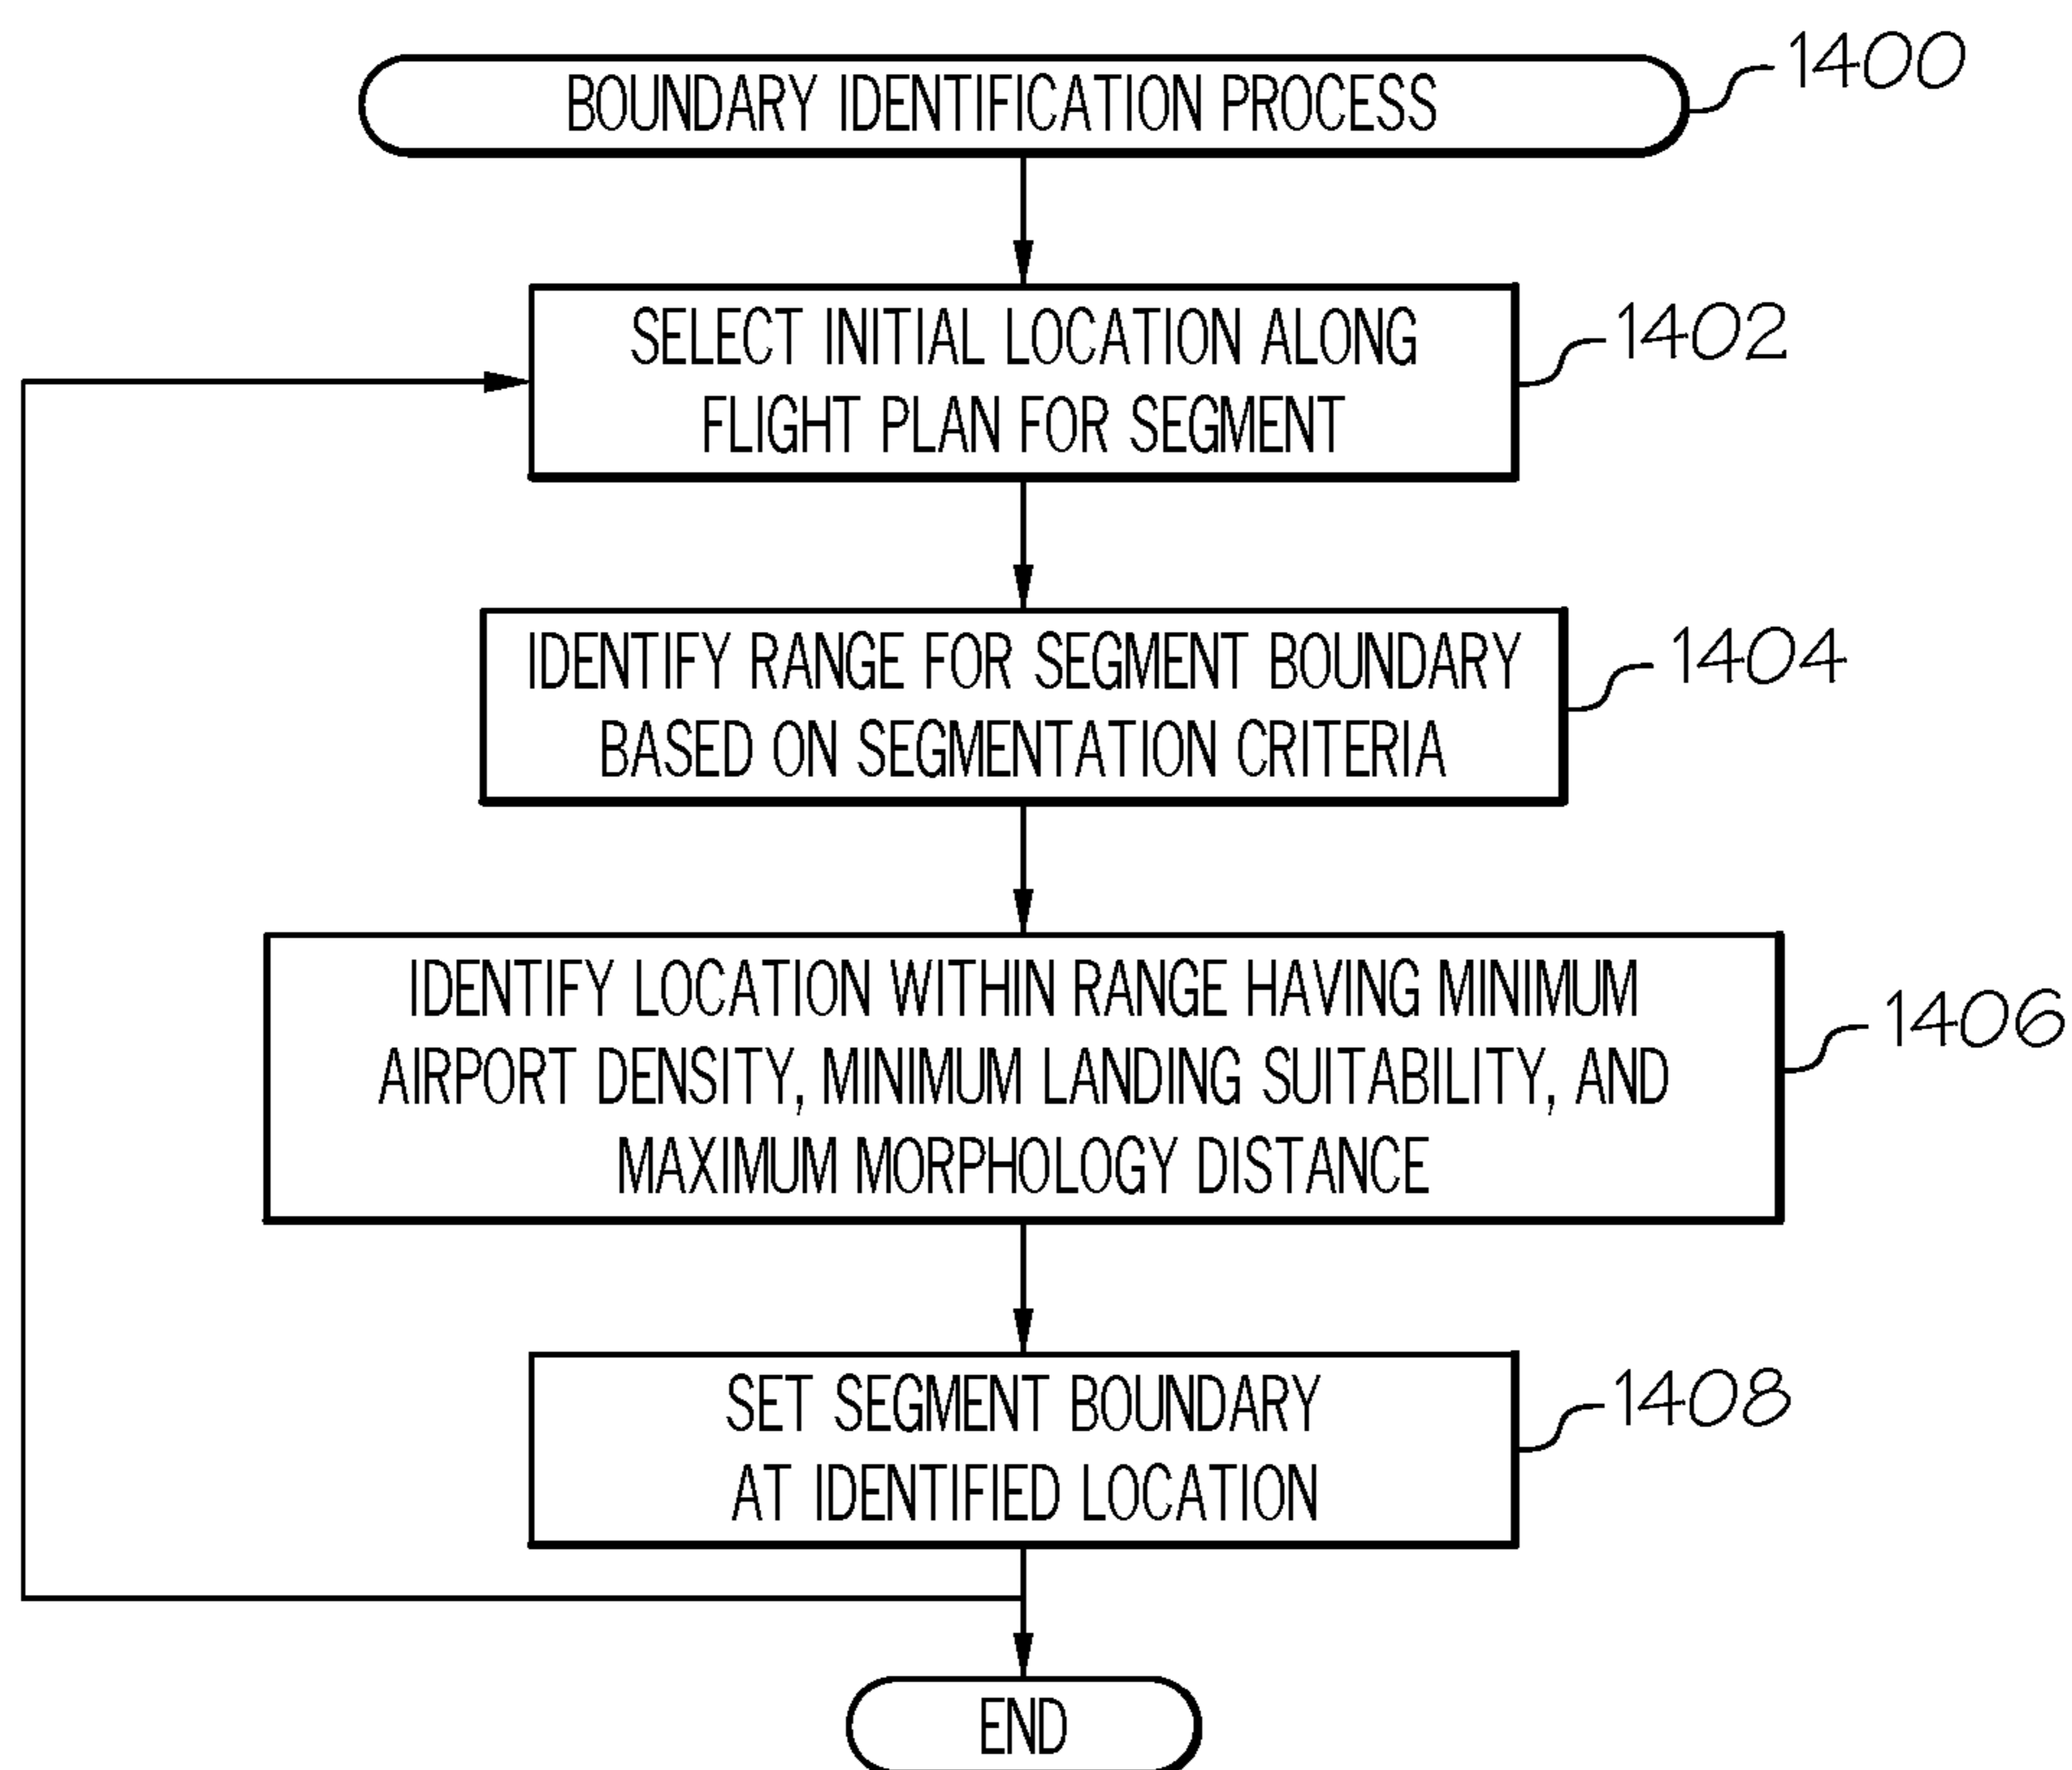 BOUNDARY IDENTIFICATION PROCESS
1400
SELECT INITIAL LOCATION ALONG
FLIGHT PLAN FOR SEGMENT
1402
IDENTIFY RANGE FOR SEGMENT BOUNDARY
BASED ON SEGMENTATION CRITERIA
1404
IDENTIFY LOCATION WITHIN RANGE HAVING MINIMUM
AIRPORT DENSITY, MINIMUM LANDING SUITABILITY, AND
MAXIMUM MORPHOLOGY DISTANCE
1406
SET SEGMENT BOUNDARY
AT IDENTIFIED LOCATION
1408
END